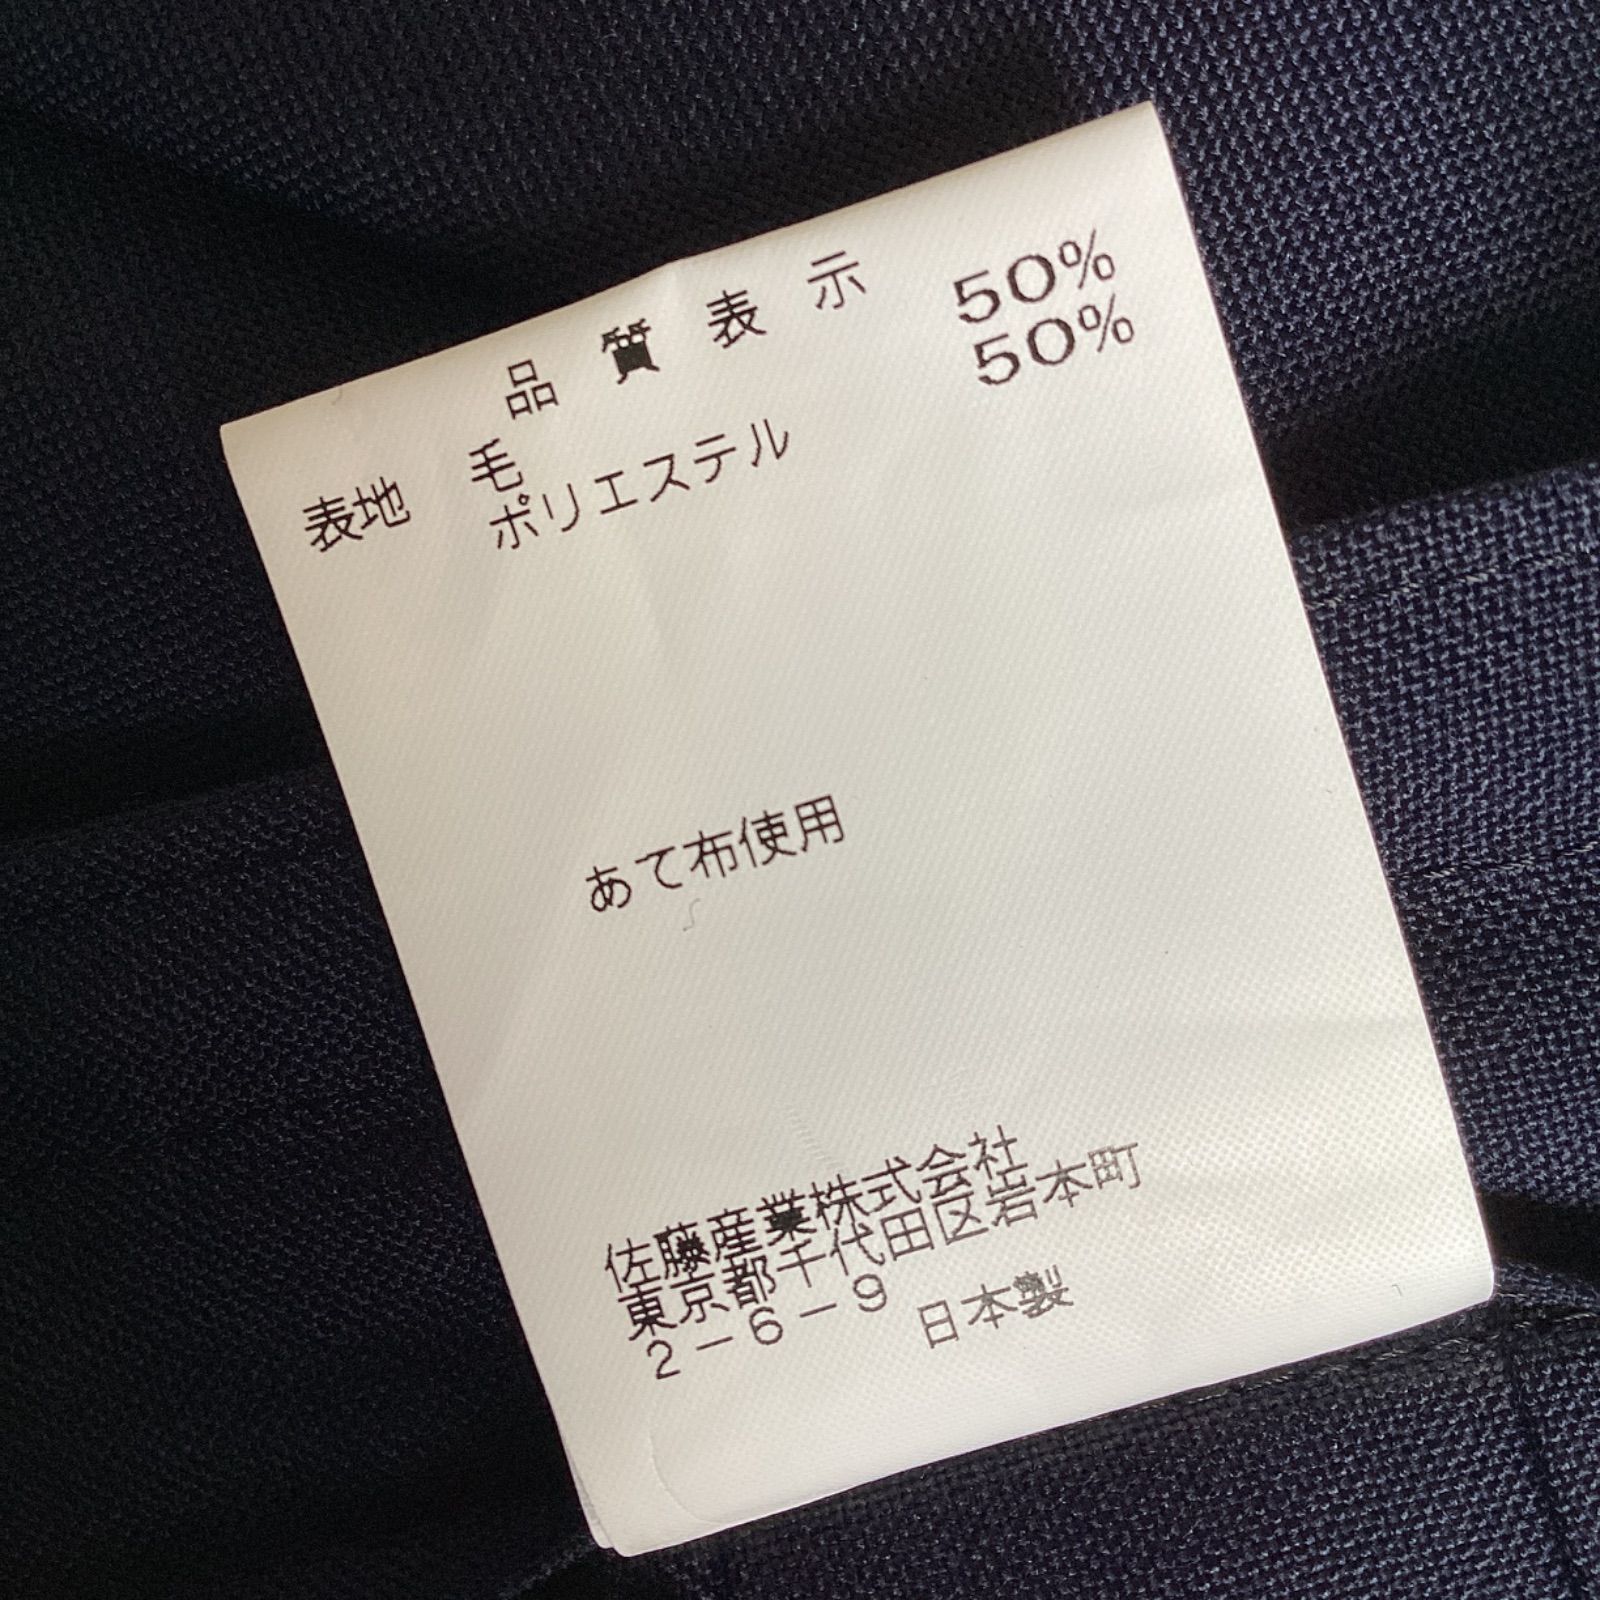 品質表示
表地 毛 50%
ポリエステル 50%
あて布使用
佐藤産業株式会社
東京都千代田区岩本町
2-6-9
日本製